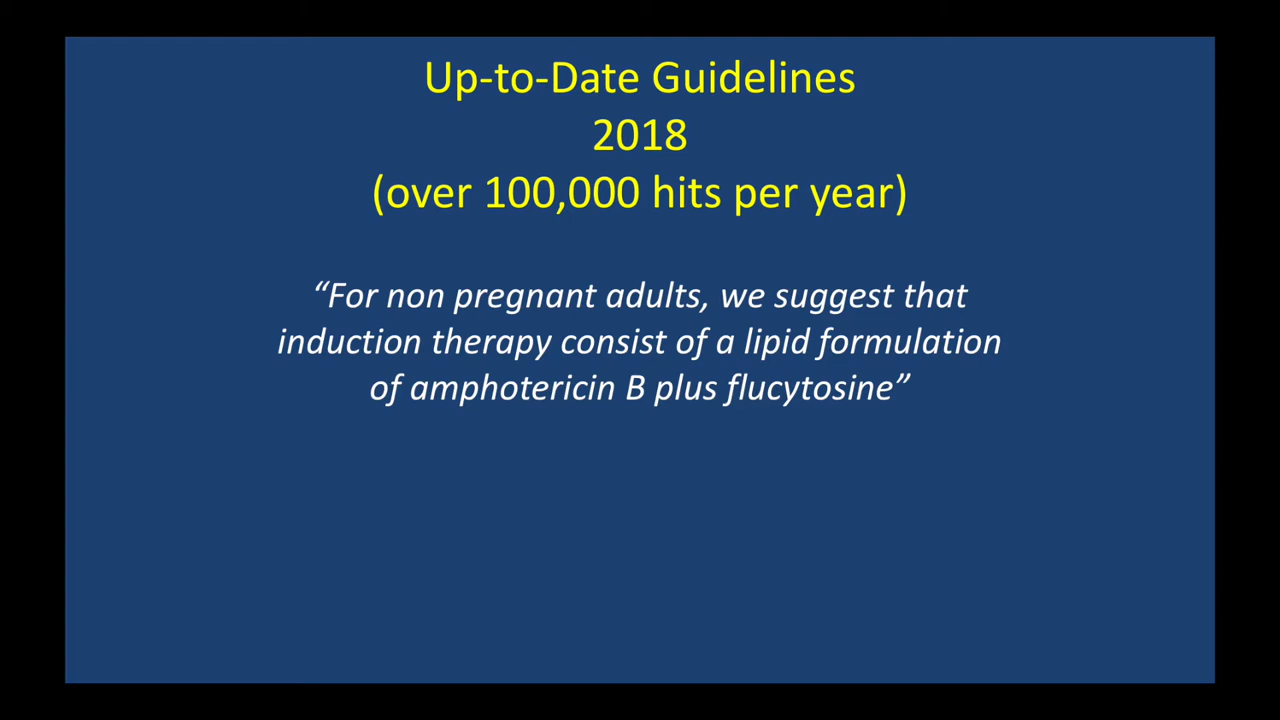 Up-to-Date Guidelines
2018
(over 100,000 hits per year)
“For non pregnant adults, we suggest that
induction therapy consist of a lipid formulation
of amphotericin B plus flucytosine”